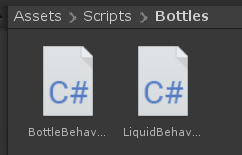 Assets > Scripts > Bottles
C# C#
BottleBehav... LiquidBehav...